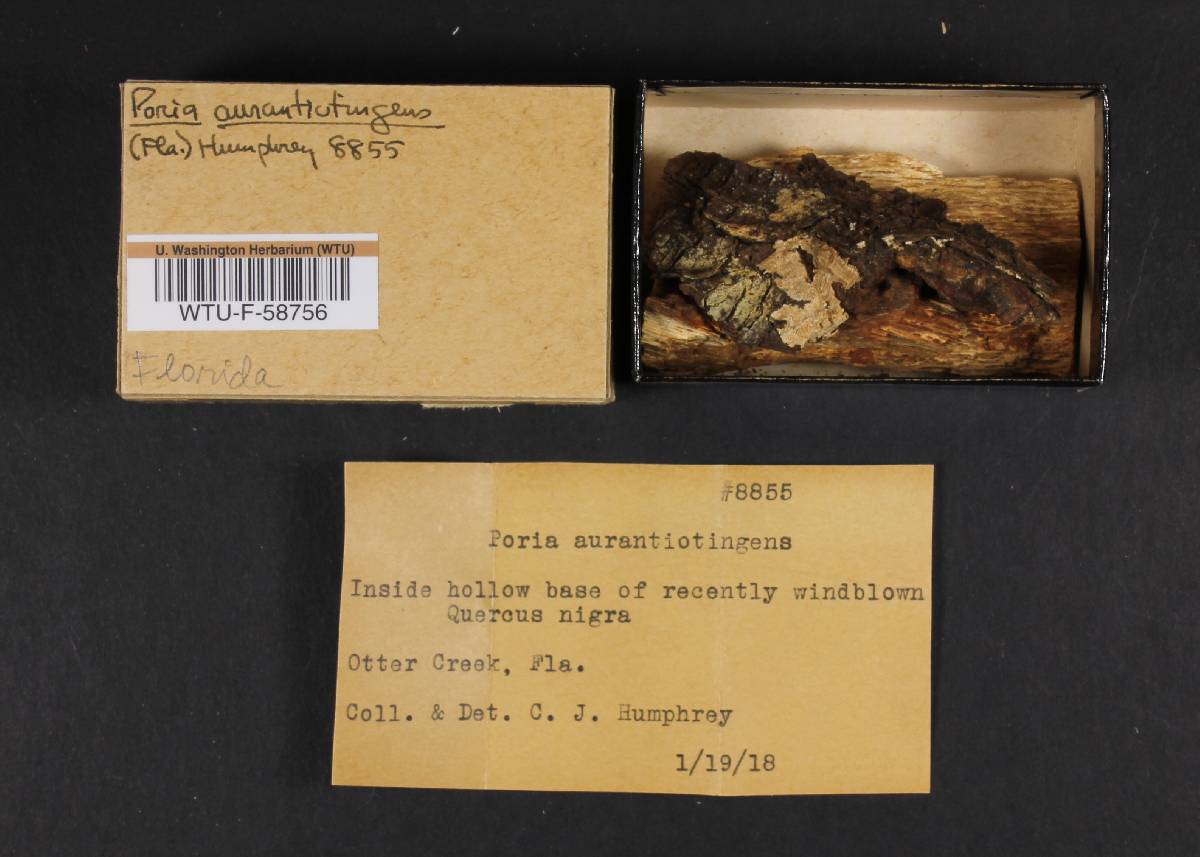 Poria aurantiotingens
(Fla.) Humphrey 8855
U. Washington Herbarium (WTU)
WTU-F-58756
Florida
#8855
Poria aurantiotingens
Inside hollow base of recently windblown
Quercus nigra
Otter Creek, Fla.
Coll. & Det. C. J. Humphrey
1/19/18